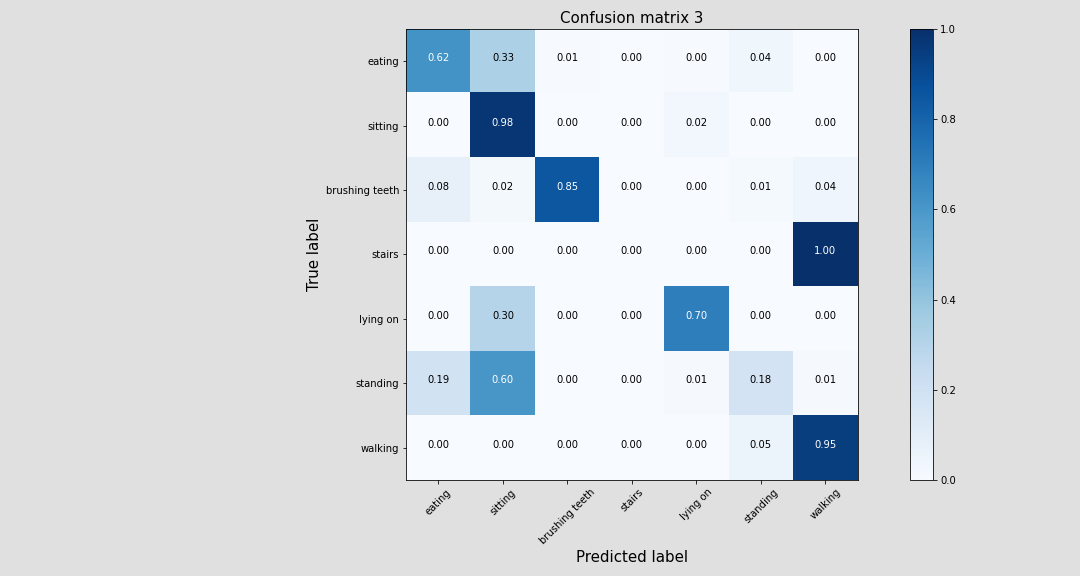 Confusion matrix 3
eating 0.62 0.33 0.01 0.00 0.00 0.04 0.00
sitting 0.00 0.98 0.00 0.00 0.02 0.00 0.00
brushing teeth 0.08 0.02 0.85 0.00 0.00 0.01 0.04
stairs 0.00 0.00 0.00 0.00 0.00 0.00 1.00
lying on 0.00 0.30 0.00 0.00 0.70 0.00 0.00
standing 0.19 0.60 0.00 0.00 0.01 0.18 0.01
walking 0.00 0.00 0.00 0.00 0.00 0.05 0.95
True label
eating sitting brushing teeth stairs lying on standing walking
Predicted label
1.0
0.8
0.6
0.4
0.2
0.0